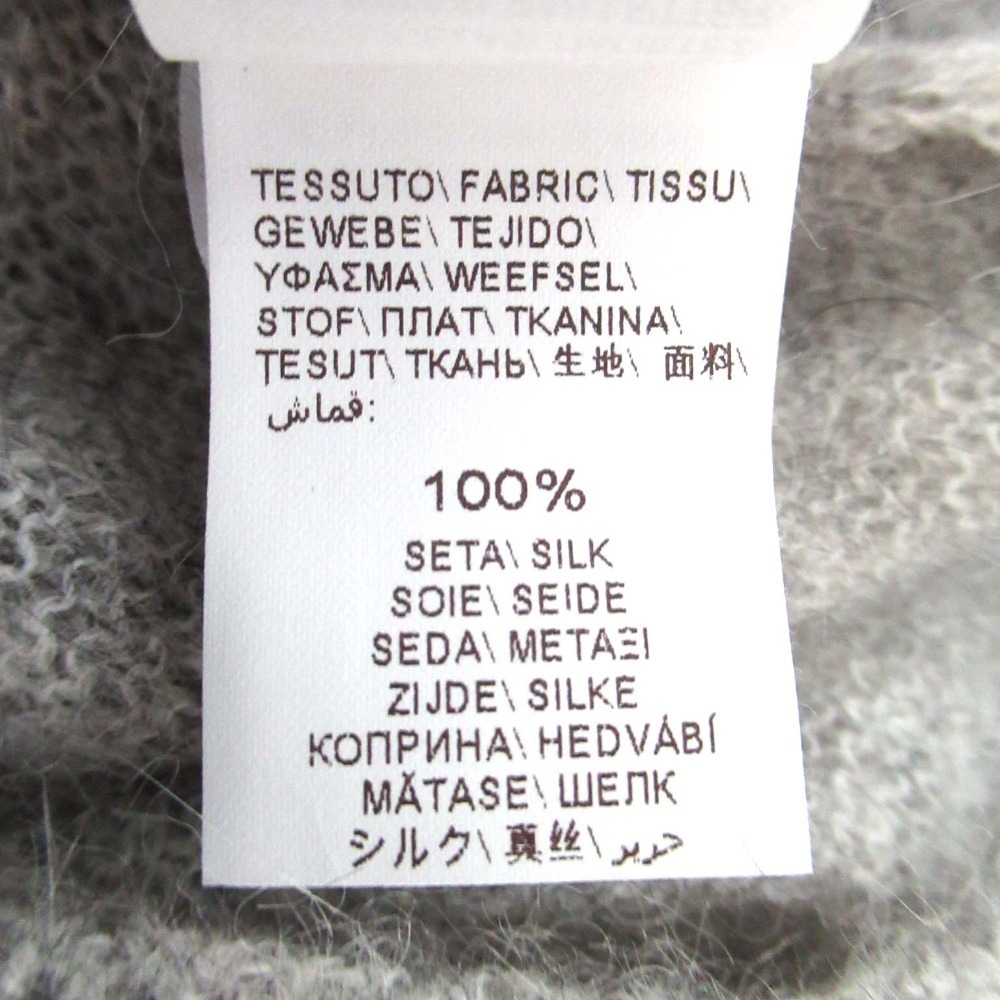 TESSUTO\ FABRIC\ TISSU\
GEWEBE\ TEJIDO\
ΥΦΑΣΜΑ\ WEEFSEL\
STOF\ ПЛАТ\ TKANINA\
ȚESUT\ ТКАНЬ\ 生地\ 面料\
قماش:
100%
SETA\ SILK
SOIE\ SEIDE
SEDA\ ΜΕΤΑΞΙ
ZIJDE\ SILKE
КОПРИНА\ HEDVÁBÍ
MĂTASE\ ШЕЛК
シルク\ 真丝\ حرير